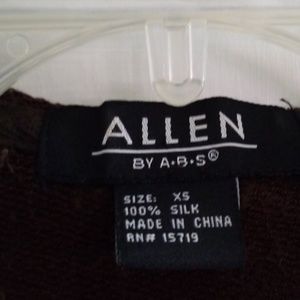 ALLEN
BY A·B·S®
SIZE: XS
100% SILK
MADE IN CHINA
RN# 15719